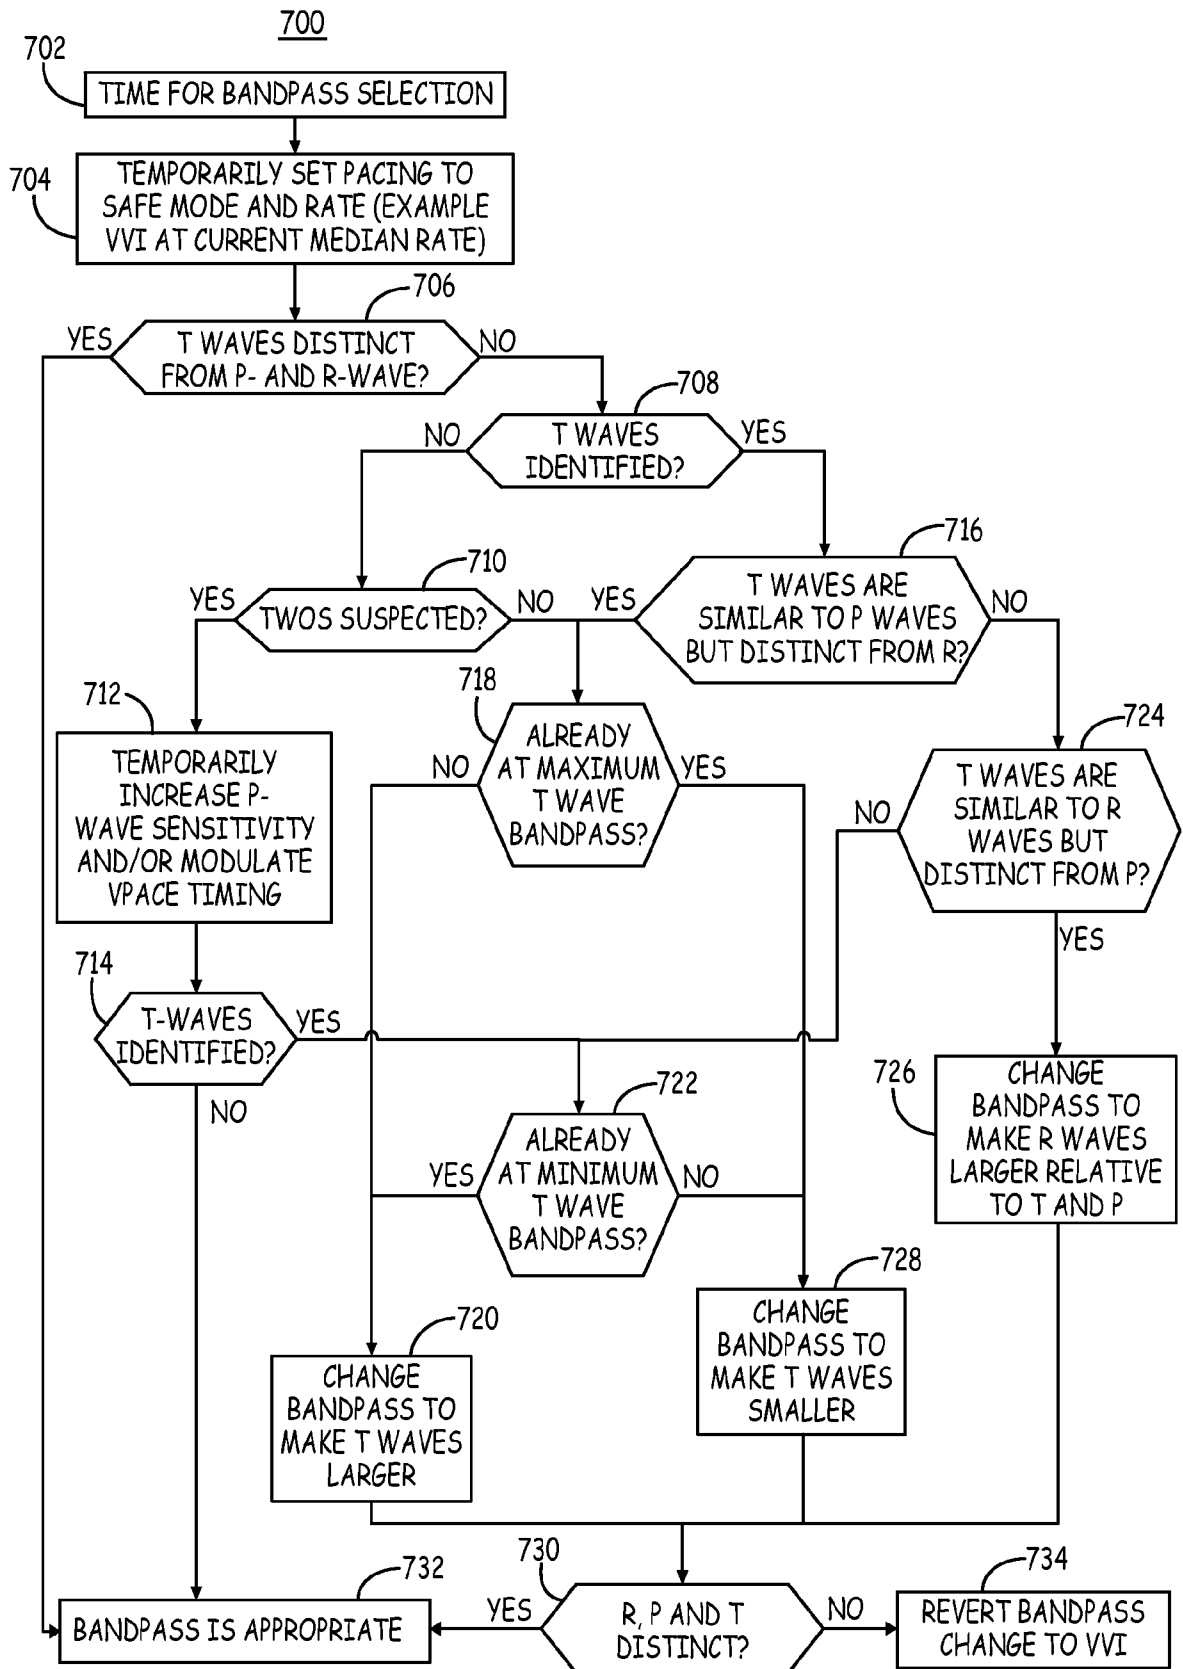 700
702
TIME FOR BANDPASS SELECTION
704
TEMPORARILY SET PACING TO
SAFE MODE AND RATE (EXAMPLE
VVI AT CURRENT MEDIAN RATE)
706
YES
T WAVES DISTINCT
FROM P- AND R-WAVE?
NO
708
NO
T WAVES
IDENTIFIED?
YES
710
YES
TWOS SUSPECTED?
NO
716
YES
T WAVES ARE
SIMILAR TO P WAVES
BUT DISTINCT FROM R?
NO
712
TEMPORARILY
INCREASE P-
WAVE SENSITIVITY
AND/OR MODULATE
VPACE TIMING
718
NO
ALREADY
AT MAXIMUM
T WAVE
BANDPASS?
YES
724
NO
T WAVES ARE
SIMILAR TO R
WAVES BUT
DISTINCT FROM P?
YES
714
T-WAVES
IDENTIFIED?
YES
NO
722
YES
ALREADY
AT MINIMUM
T WAVE
BANDPASS?
NO
726
CHANGE
BANDPASS TO
MAKE R WAVES
LARGER RELATIVE
TO T AND P
720
CHANGE
BANDPASS TO
MAKE T WAVES
LARGER
728
CHANGE
BANDPASS TO
MAKE T WAVES
SMALLER
732
BANDPASS IS APPROPRIATE
730
YES
R, P AND T
DISTINCT?
NO
734
REVERT BANDPASS
CHANGE TO VVI